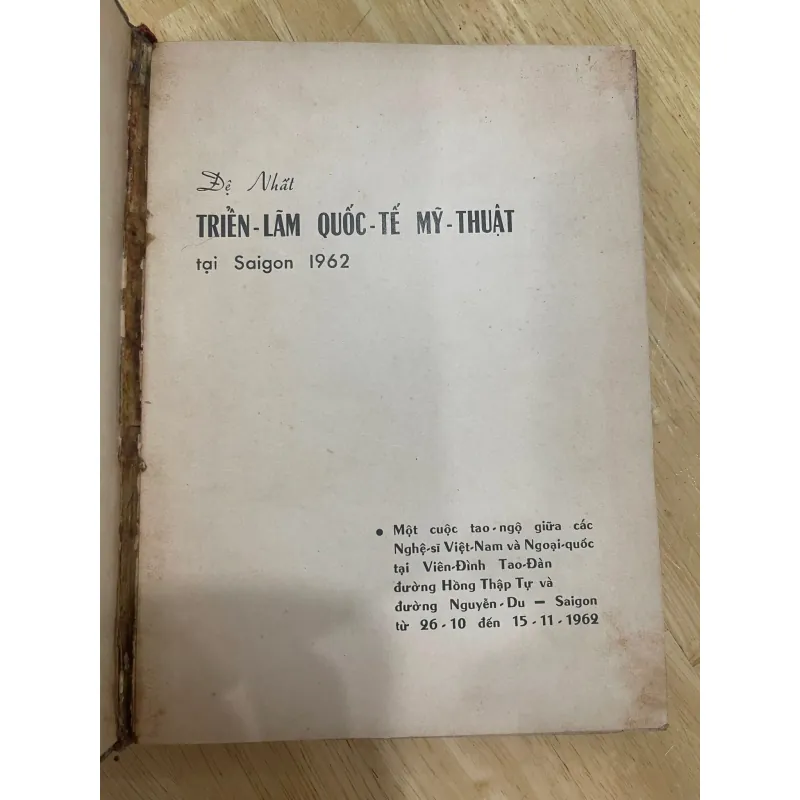 Đệ Nhất
TRIỂN-LÃM QUỐC-TẾ MỸ-THUẬT
tại Saigon 1962
• Một cuộc tao-ngộ giữa các
Nghệ-sĩ Việt-Nam và Ngoại-quốc
tại Viên-Đình Tao-Đàn
đường Hồng Thập Tự và
đường Nguyễn-Du — Saigon
từ 26-10 đến 15-11-1962